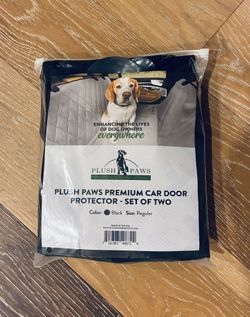 ENHANCING THE LIVES
OF DOG OWNERS
everywhere
PLUSH PAWS
PLUSH PAWS PREMIUM CAR DOOR
PROTECTOR - SET OF TWO
Color: Black Size: Regular